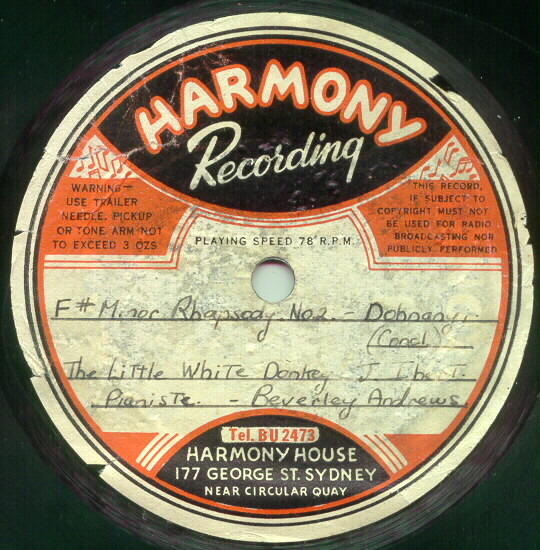 HARMONY
Recording
WARNING-
USE TRAILER
NEEDLE. PICKUP
OR TONE ARM NOT
TO EXCEED 3 OZS
THIS RECORD,
IF SUBJECT TO
COPYRIGHT MUST NOT
BE USED FOR RADIO
BROADCASTING NOR
PUBLICLY PERFORMED
PLAYING SPEED 78 R.P.M.
F# Minor Rhapsody. No2. - Dohnanyi.
(Concl.)
The Little White Donkey J. Ibert.
Pianiste. - Beverley Andrews
Tel. BU 2473
HARMONY HOUSE
177 GEORGE ST. SYDNEY
NEAR CIRCULAR QUAY